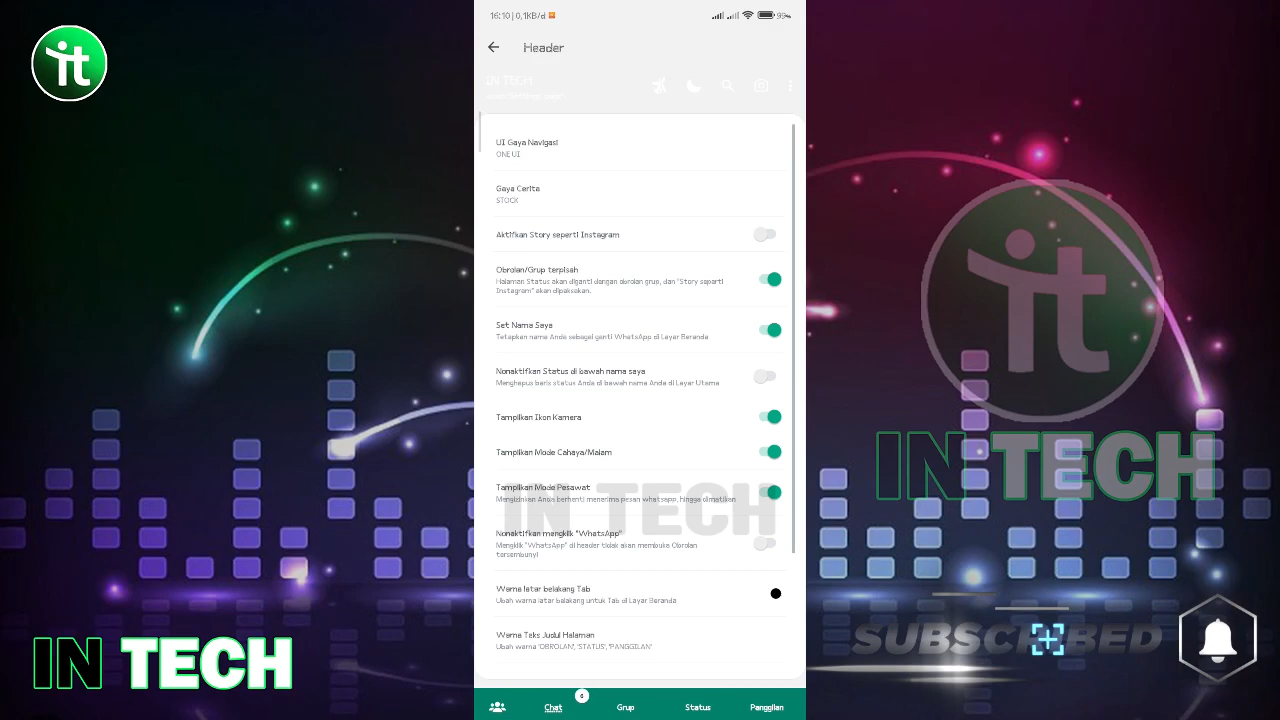 it
16:10 | 0,1KB/d
99%
Header
IN TECH
UI Gaya Navigasi
ONE UI
Gaya Cerita
STOCK
Aktifkan Story seperti Instagram
Obrolan/Grup terpisah
Halaman Status akan diganti dengan obrolan grup, dan "Story seperti
Instagram" akan dipaksakan.
Set Nama Saya
Tetapkan nama Anda sebagai ganti WhatsApp di Layar Beranda
Nonaktifkan Status di bawah nama saya
Menghapus baris status Anda di bawah nama Anda di Layar Utama
Tampilkan Ikon Kamera
Tampilkan Mode Cahaya/Malam
Tampilkan Mode Pesawat
Mengizinkan Anda berhenti menerima pesan whatsapp, hingga dimatikan
IN TECH
Nonaktifkan mengklik "WhatsApp"
Mengklik "WhatsApp" di header tidak akan membuka Obrolan
tersembunyi
Warna latar belakang Tab
Ubah warna latar belakang untuk Tab di Layar Beranda
Warna Teks Judul Halaman
Ubah warna 'OBROLAN', 'STATUS', 'PANGGILAN'
6
Chat
Grup
Status
Panggilan
IN TECH
it
IN TECH
SUBSCRIBED